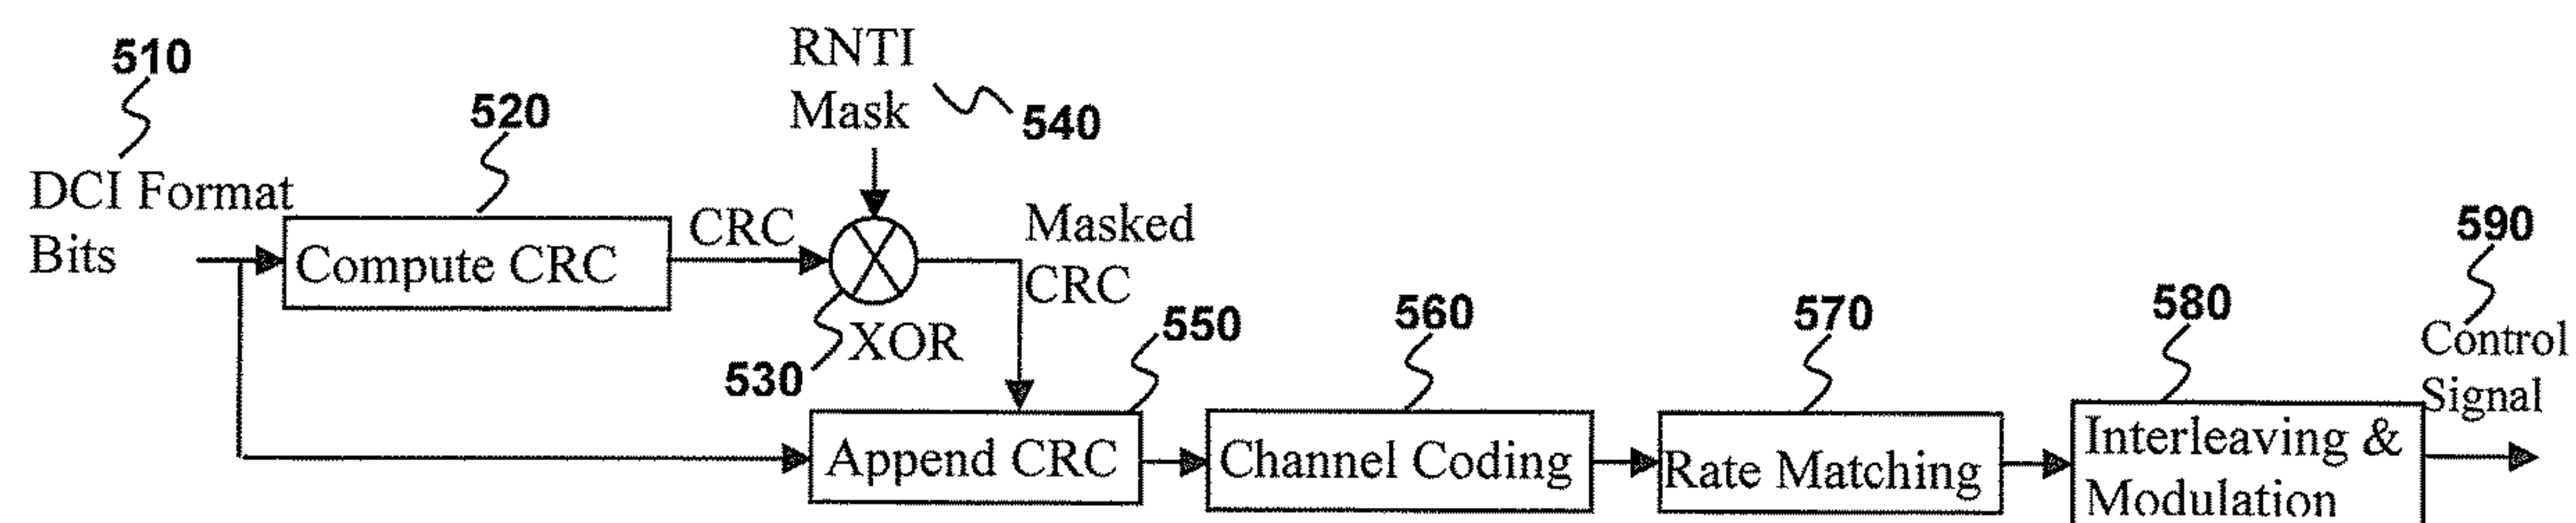 510
RNTI
Mask
540
520
DCI Format
Bits
Compute CRC
CRC
Masked
CRC
530
XOR
550
560
570
580
590
Control
Signal
Append CRC
Channel Coding
Rate Matching
Interleaving &
Modulation